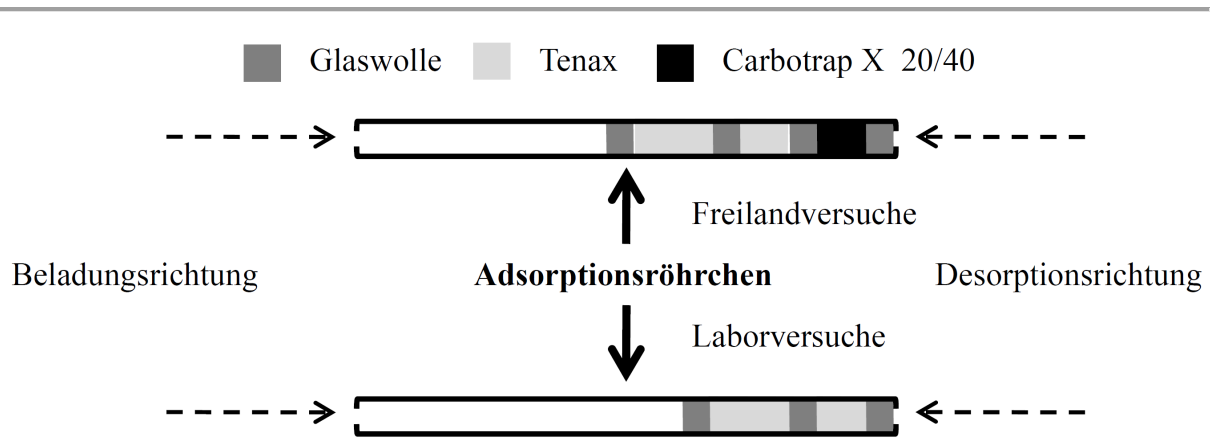 Glaswolle Tenax Carbotrap X 20/40
Freilandversuche
Beladungsrichtung Adsorptionsröhrchen Desorptionsrichtung
Laborversuche